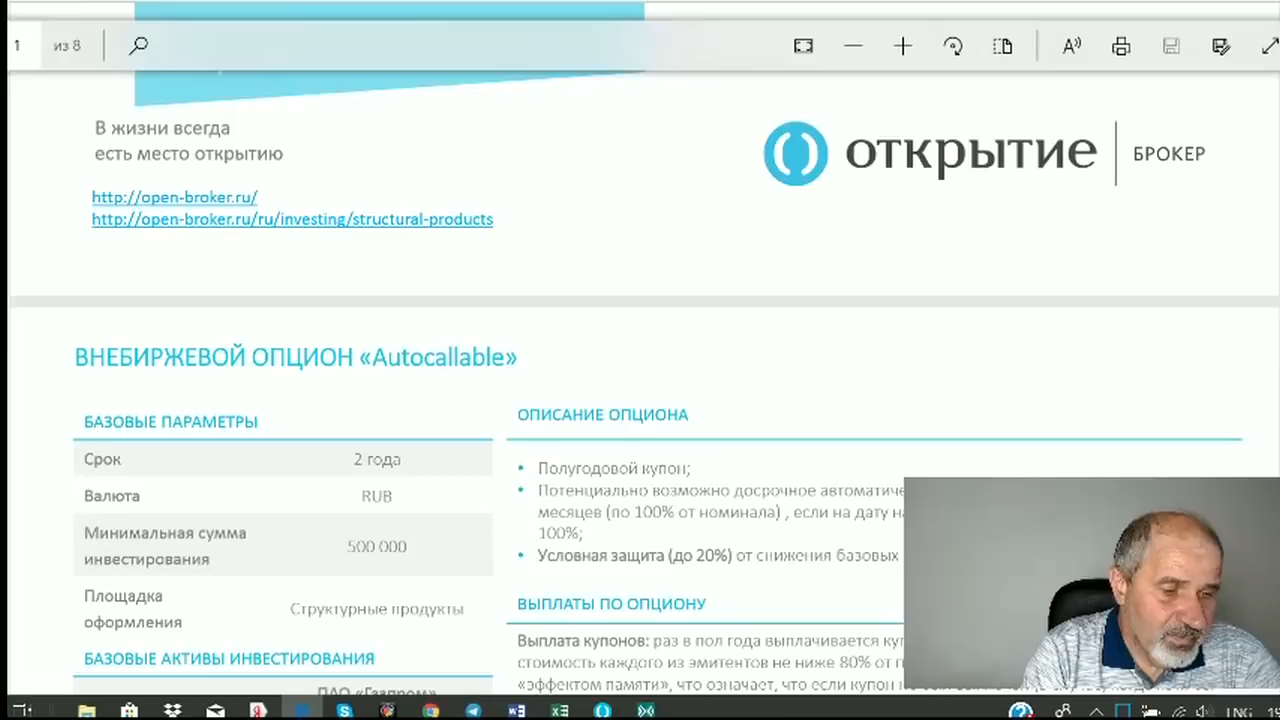 1 из 8
В жизни всегда
есть место открытию
открытие БРОКЕР
http://open-broker.ru/
http://open-broker.ru/ru/investing/structural-products
ВНЕБИРЖЕВОЙ ОПЦИОН «Autocallable»
БАЗОВЫЕ ПАРАМЕТРЫ
Срок 2 года
Валюта RUB
Минимальная сумма
инвестирования 500 000
Площадка
оформления Структурные продукты
БАЗОВЫЕ АКТИВЫ ИНВЕСТИРОВАНИЯ
ПАО «Газпром»
ОПИСАНИЕ ОПЦИОНА
• Полугодовой купон;
• Потенциально возможно досрочное
месяцев (по 100% от номинала) , если на дату
100%;
• Условная защита (до 20%) от снижения базовых
ВЫПЛАТЫ ПО ОПЦИОНУ
Выплата купонов: раз в пол года выплачивается
стоимость каждого из эмитентов не ниже 80% от
«эффектом памяти», что означает, что если купон
ENG